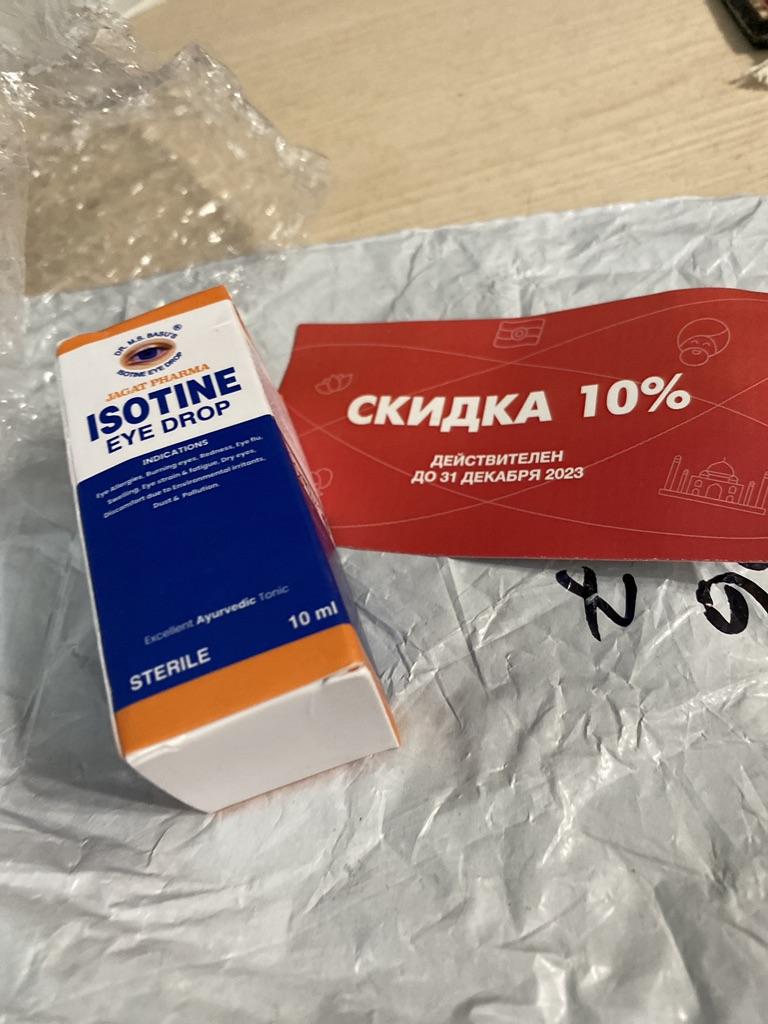 DR. M.S. BASU'S®
ISOTINE EYE DROP
JAGAT PHARMA
ISOTINE
EYE DROP
INDICATIONS
Eye Allergies, Burning eyes, Redness, Eye flu,
Swelling, Eye strain & fatigue, Dry eyes,
Discomfort due to Environmental irritants,
Dust & Pollution.
Excellent Ayurvedic Tonic
10 ml
STERILE
СКИДКА 10%
ДЕЙСТВИТЕЛЕН
ДО 31 ДЕКАБРЯ 2023